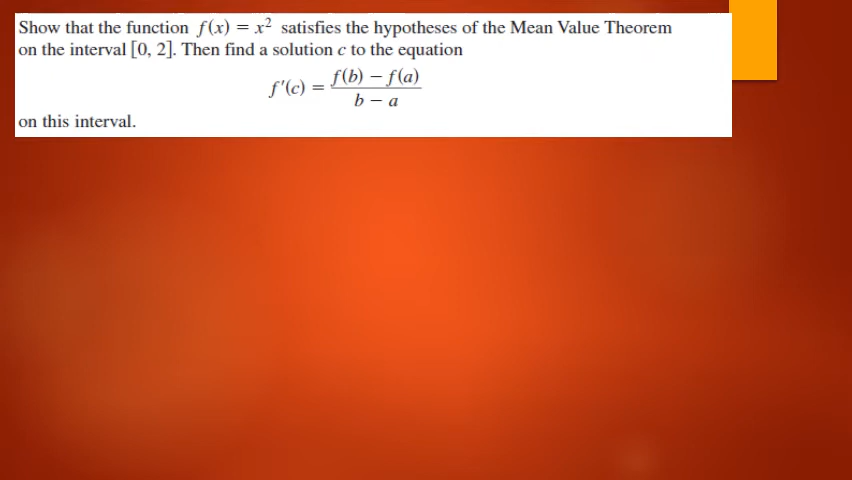 Show that the function f(x) = x² satisfies the hypotheses of the Mean Value Theorem
on the interval [0, 2]. Then find a solution c to the equation
f′(c) = f(b) − f(a) / b − a
on this interval.